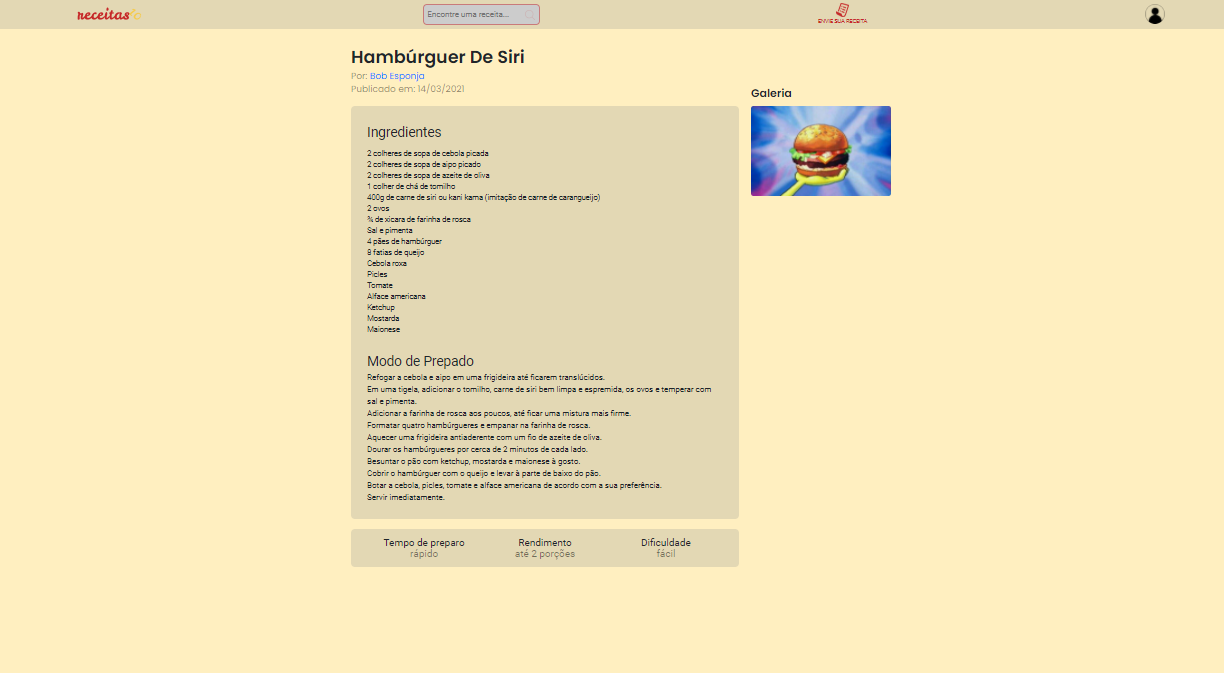 receitas.io
Encontre uma receita...
ENVIE SUA RECEITA
Hambúrguer De Siri
Por: Bob Esponja
Publicado em: 14/03/2021
Galeria
Ingredientes
2 colheres de sopa de cebola picada
2 colheres de sopa de aipo picado
2 colheres de sopa de azeite de oliva
1 colher de chá de tomilho
400g de carne de siri ou kani kama (imitação de carne de carangueijo)
2 ovos
¾ de xicara de farinha de rosca
Sal e pimenta
4 pães de hambúrguer
8 fatias de queijo
Cebola roxa
Picles
Tomate
Alface americana
Ketchup
Mostarda
Maionese
Modo de Prepado
Refogar a cebola e aipo em uma frigideira até ficarem translúcidos.
Em uma tigela, adicionar o tomilho, carne de siri bem limpa e espremida, os ovos e temperar com
sal e pimenta.
Adicionar a farinha de rosca aos poucos, até ficar uma mistura mais firme.
Formatar quatro hambúrgueres e empanar na farinha de rosca.
Aquecer uma frigideira antiaderente com um fio de azeite de oliva.
Dourar os hambúrgueres por cerca de 2 minutos de cada lado.
Besuntar o pão com ketchup, mostarda e maionese à gosto.
Cobrir o hambúrguer com o queijo e levar à parte de baixo do pão.
Botar a cebola, picles, tomate e alface americana de acordo com a sua preferência.
Servir imediatamente.
Tempo de preparo
rápido
Rendimento
até 2 porções
Dificuldade
fácil